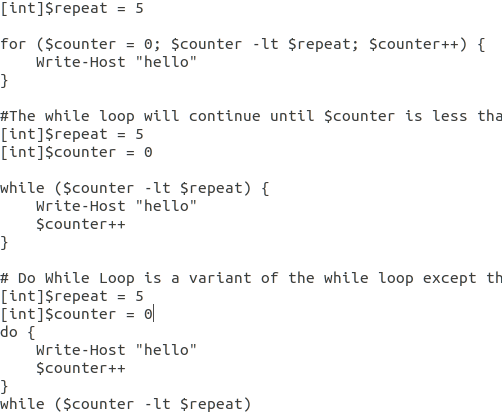 [int]$repeat = 5
for ($counter = 0; $counter -lt $repeat; $counter++) {
    Write-Host "hello"
}
#The while loop will continue until $counter is less
[int]$repeat = 5
[int]$counter = 0
while ($counter -lt $repeat) {
    Write-Host "hello"
    $counter++
}
# Do While Loop is a variant of the while loop except
[int]$repeat = 5
[int]$counter = 0
do {
    Write-Host "hello"
    $counter++
}
while ($counter -lt $repeat)